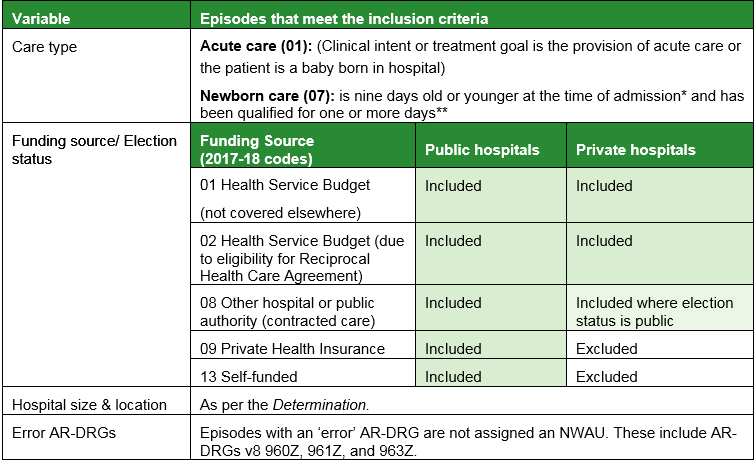 Variable
Episodes that meet the inclusion criteria
Care type
Acute care (01): (Clinical intent or treatment goal is the provision of acute care or
the patient is a baby born in hospital)
Newborn care (07): is nine days old or younger at the time of admission* and has
been qualified for one or more days**
Funding source/ Election
status
Funding Source
(2017-18 codes)
Public hospitals
Private hospitals
01 Health Service Budget
(not covered elsewhere)
Included
Included
02 Health Service Budget (due
to eligibility for Reciprocal
Health Care Agreement)
Included
Included
08 Other hospital or public
authority (contracted care)
Included
Included where election
status is public
09 Private Health Insurance
Included
Excluded
13 Self-funded
Included
Excluded
Hospital size & location
As per the Determination.
Error AR-DRGs
Episodes with an ‘error’ AR-DRG are not assigned an NWAU. These include AR-
DRGs v8 960Z, 961Z, and 963Z.